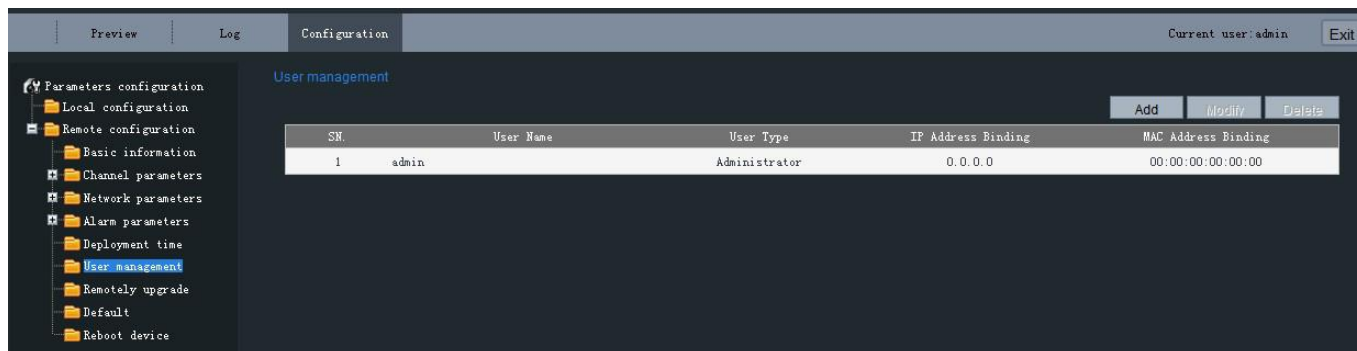 Preview Log Configuration Current user:admin Exit
Parameters configuration
Local configuration
Remote configuration
Basic information
Channel parameters
Network parameters
Alarm parameters
Deployment time
User management
Remotely upgrade
Default
Reboot device
User management
Add Modify Delete
SN. User Name User Type IP Address Binding MAC Address Binding
1 admin Administrator 0.0.0.0 00:00:00:00:00:00